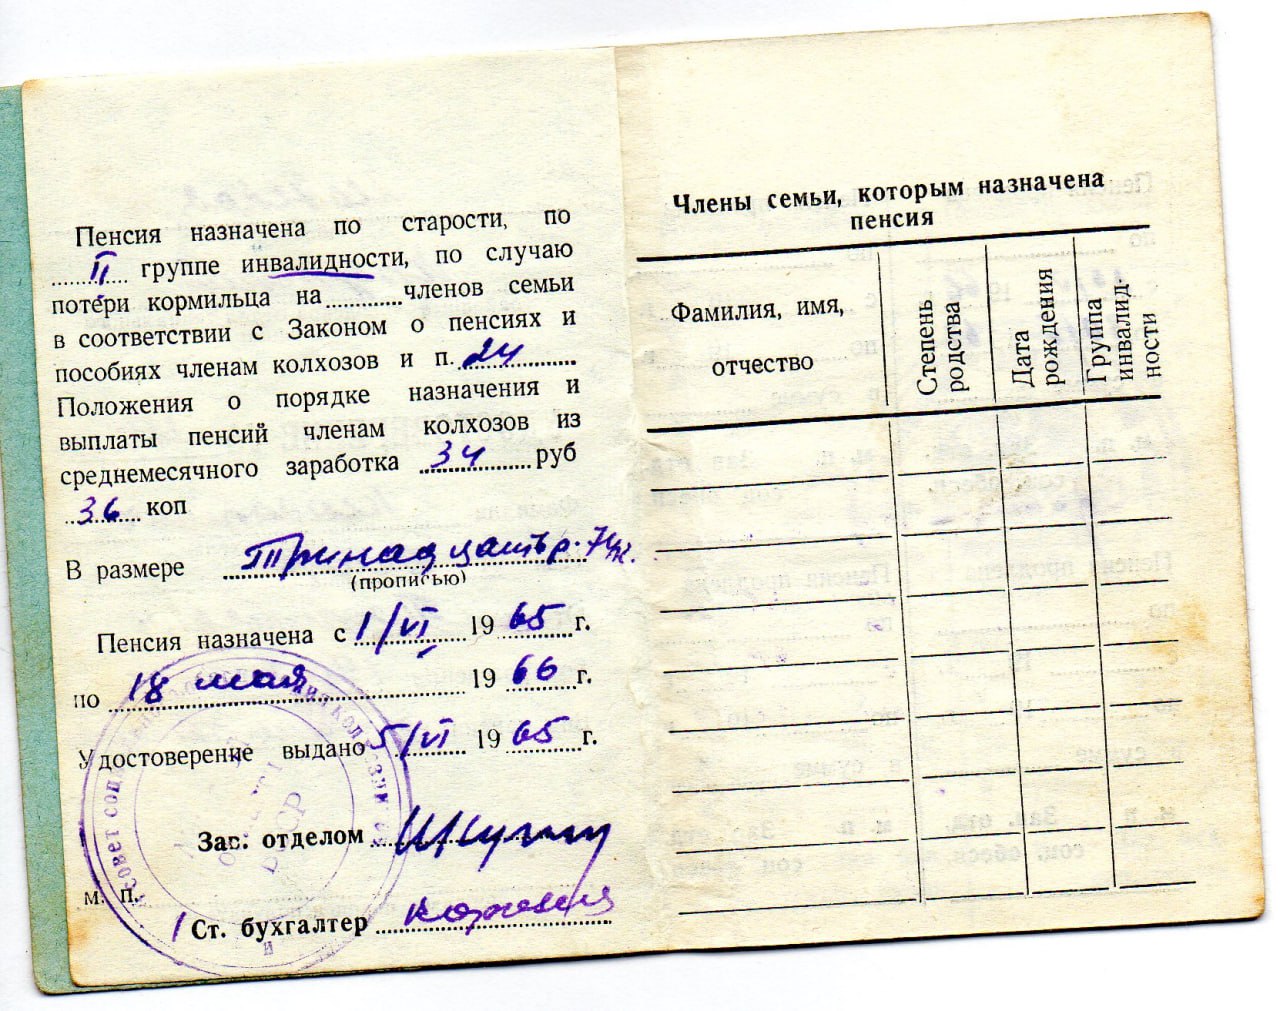 Пенсия назначена по старости, по
II группе инвалидности, по случаю
потери кормильца на членов семьи
в соответствии с Законом о пенсиях и
пособиях членам колхозов и п. 24
Положения о порядке назначения и
выплаты пенсий членам колхозов из
среднемесячного заработка 34 руб
36 коп
В размере Тринадцать р. 74 к.
(прописью)
Пенсия назначена с 1/VI 1965 г.
по 18 мая 1966 г.
Удостоверение выдано 5/VI 1965 г.
Зав. отделом
м. п.
Ст. бухгалтер
Члены семьи, которым назначена
пенсия
Фамилия, имя,
отчество
Степень
родства
Дата
рождения
Группа
инвалид-
ности